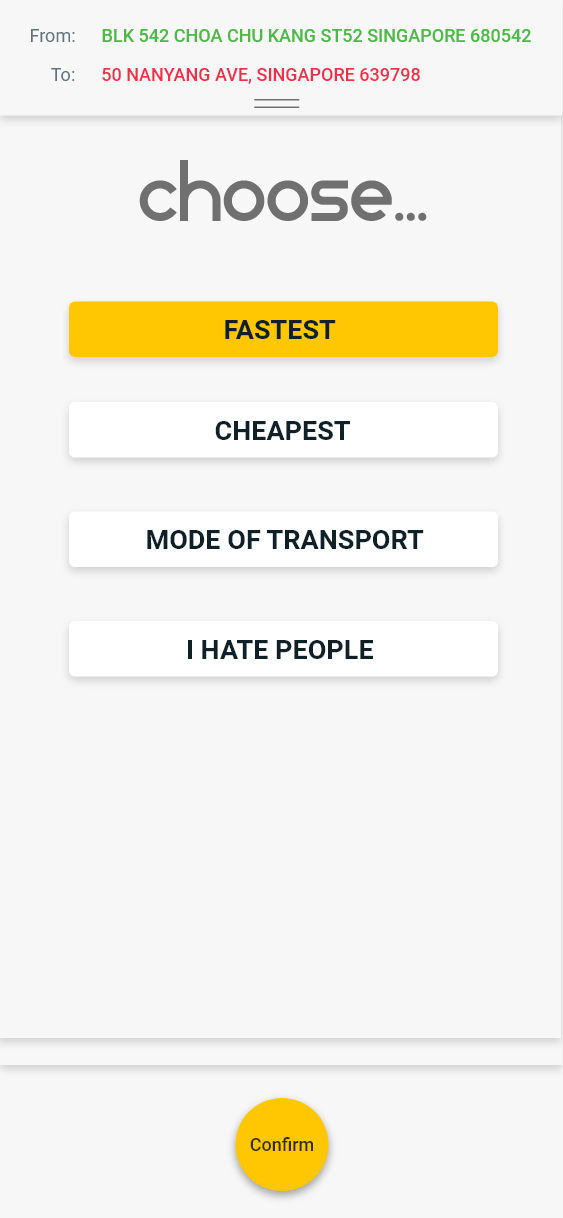 From: BLK 542 CHOA CHU KANG ST52 SINGAPORE 680542
To: 50 NANYANG AVE, SINGAPORE 639798
choose...
FASTEST
CHEAPEST
MODE OF TRANSPORT
I HATE PEOPLE
Confirm